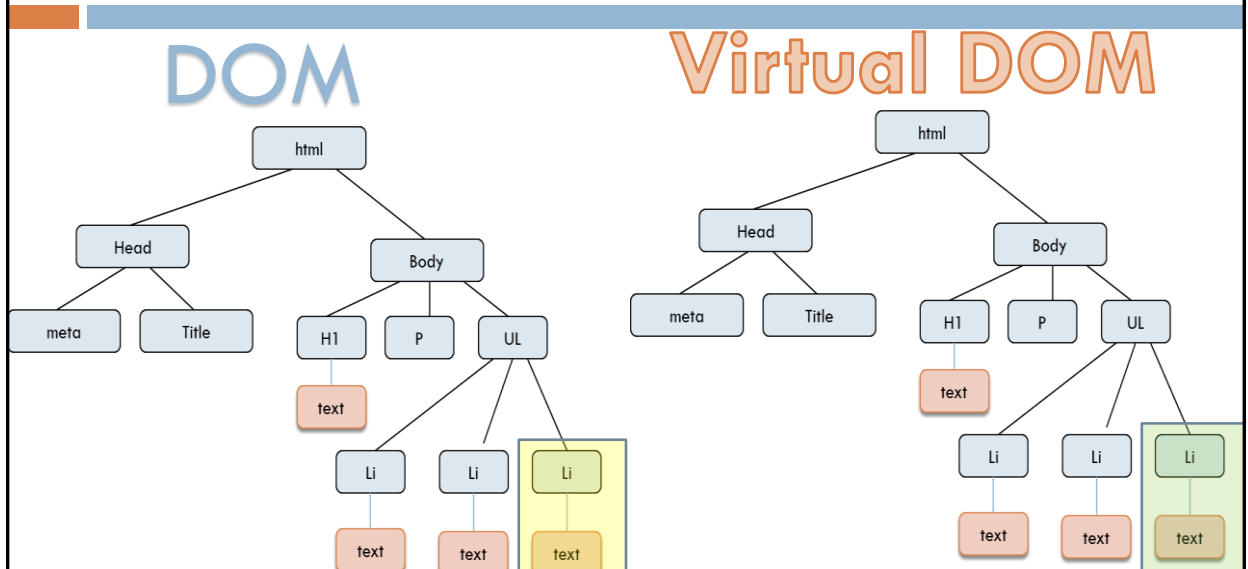 DOM
html
Head
Body
meta
Title
H1
P
UL
text
Li
Li
Li
text
text
text
Virtual DOM
html
Head
Body
meta
Title
H1
P
UL
text
Li
Li
Li
text
text
text